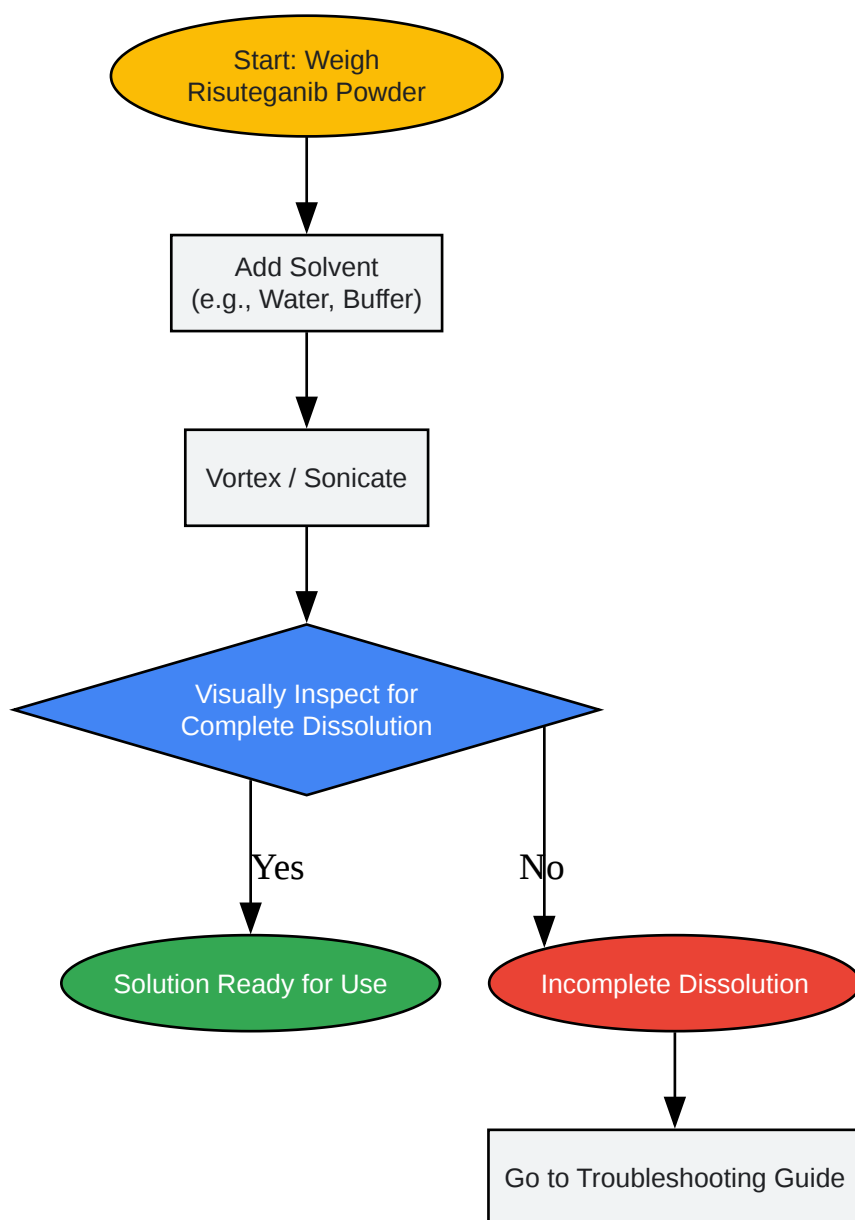 Start: Weigh
Risuteganib Powder
Add Solvent
(e.g., Water, Buffer)
Vortex / Sonicate
Visually Inspect for
Complete Dissolution
Yes
No
Solution Ready for Use
Incomplete Dissolution
Go to Troubleshooting Guide